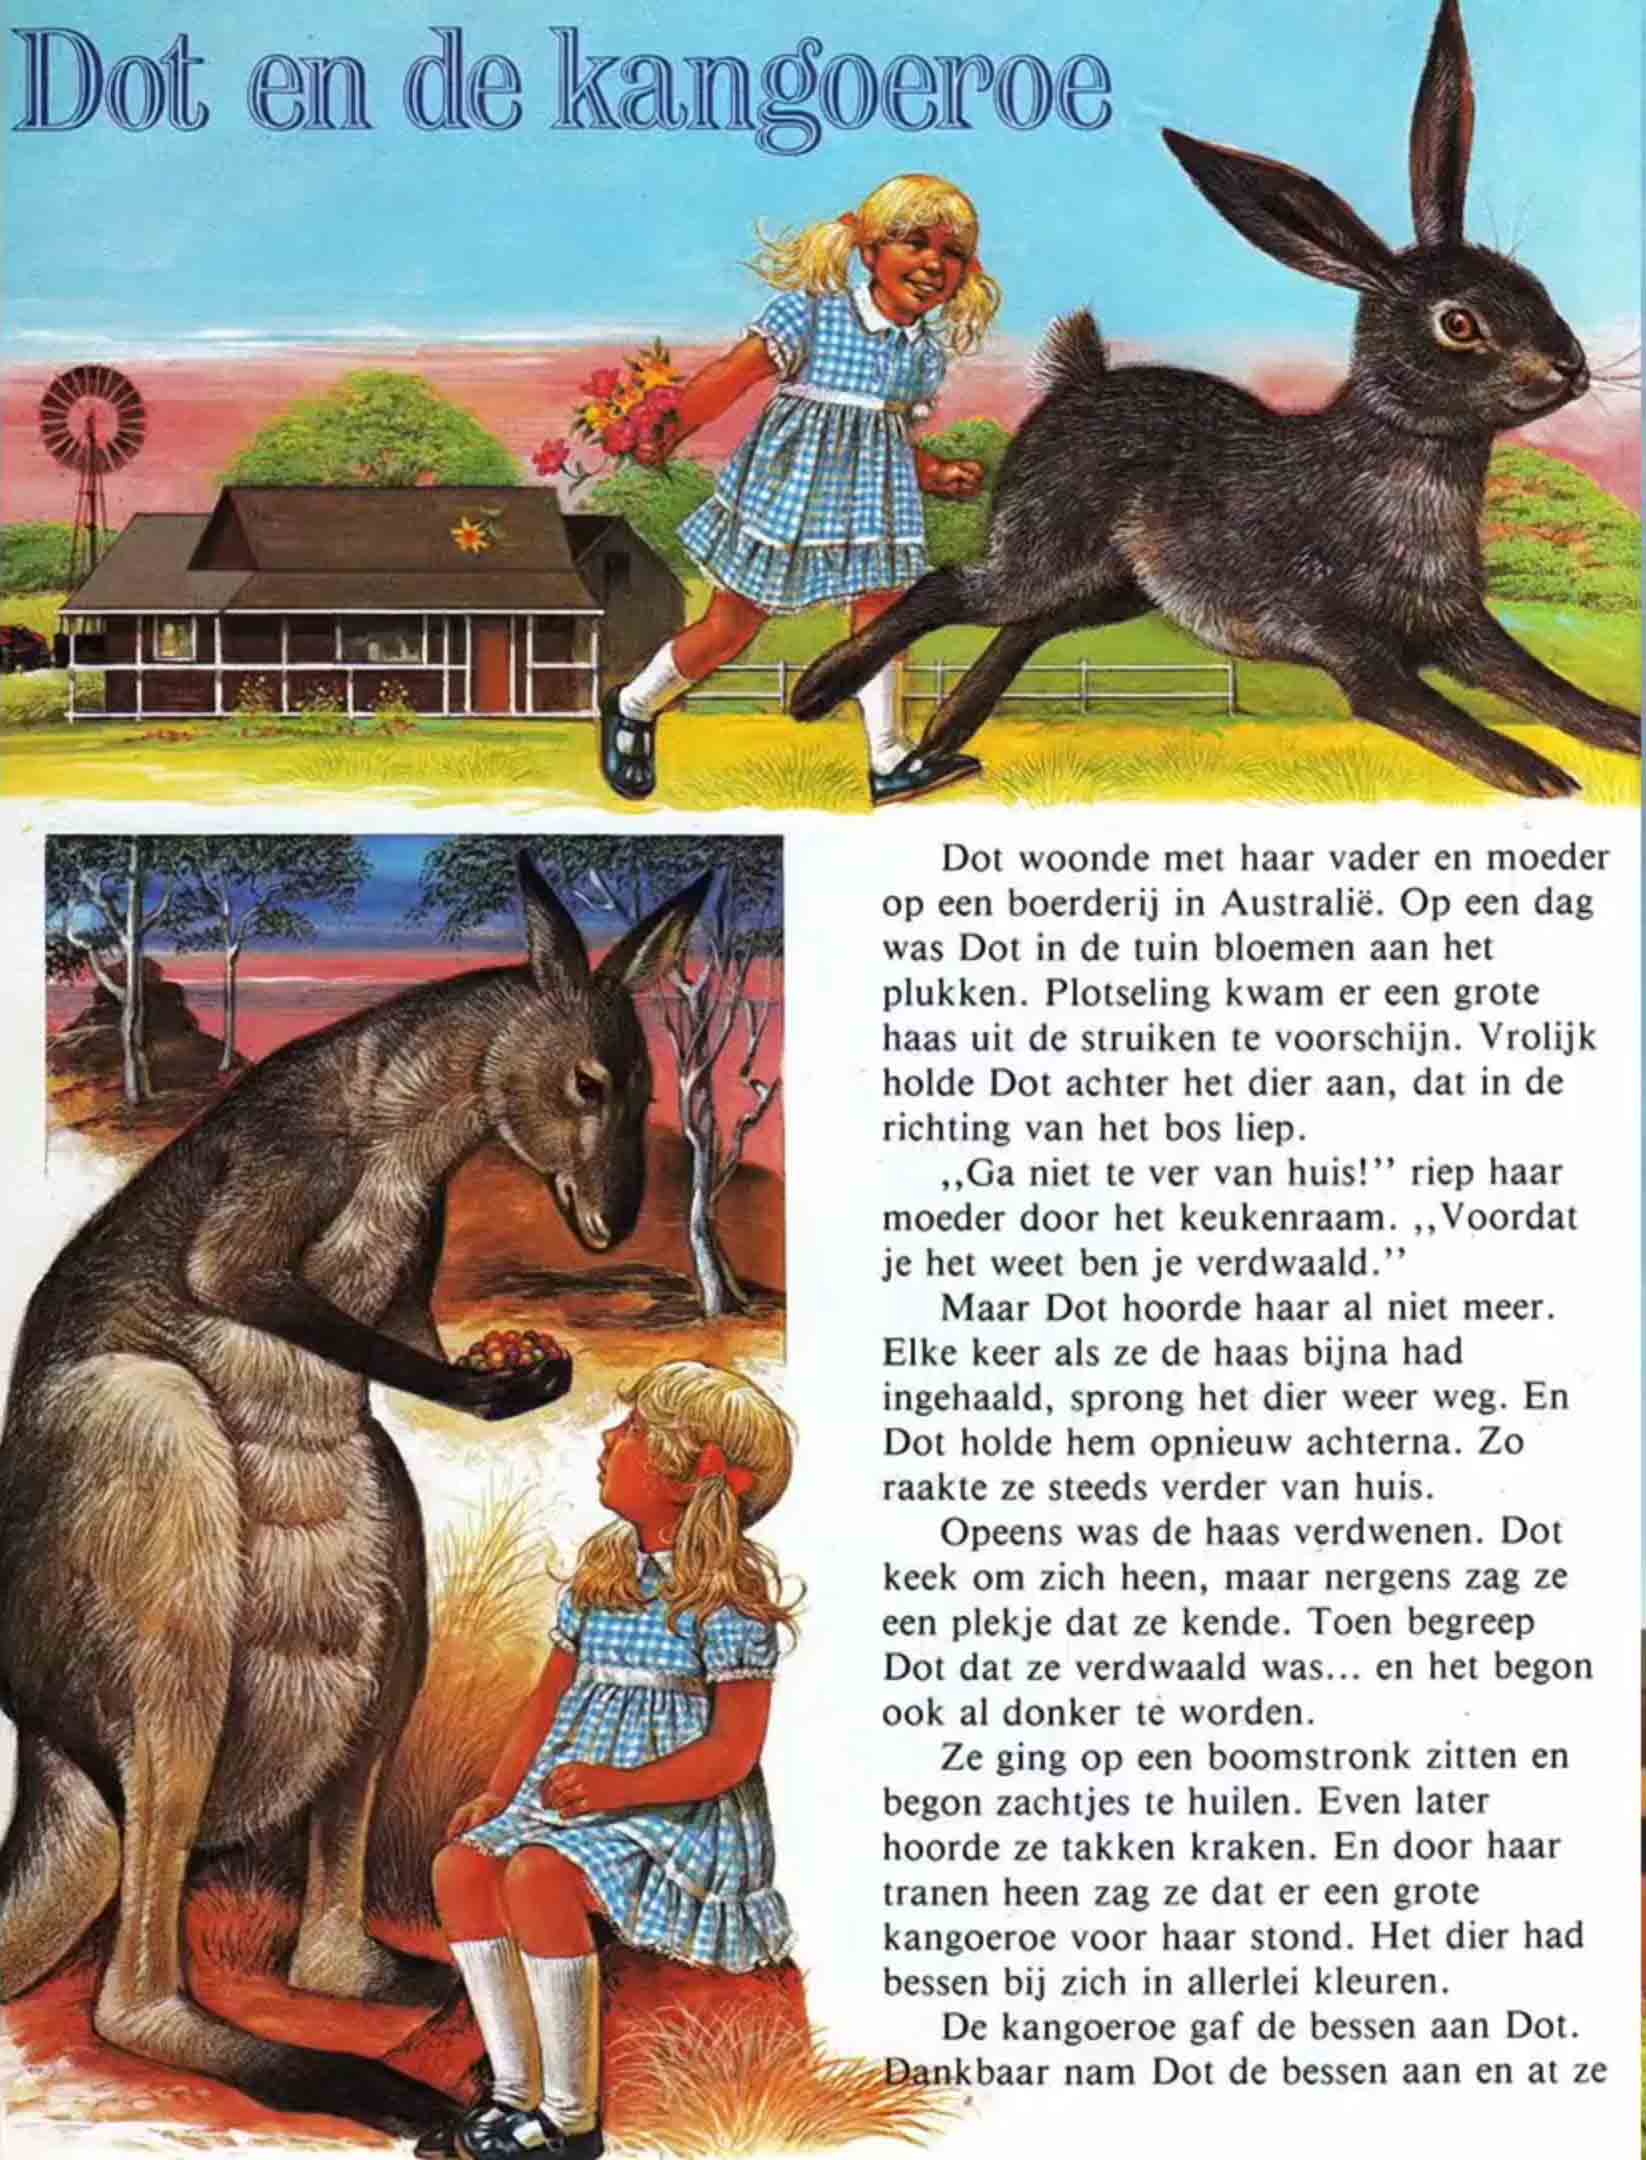 Dot en de kangoeroe
Dot woonde met haar vader en moeder
op een boerderij in Australië. Op een dag
was Dot in de tuin bloemen aan het
plukken. Plotseling kwam er een grote
haas uit de struiken te voorschijn. Vrolijk
holde Dot achter het dier aan, dat in de
richting van het bos liep.
,,Ga niet te ver van huis!” riep haar
moeder door het keukenraam. ,,Voordat
je het weet ben je verdwaald.”
Maar Dot hoorde haar al niet meer.
Elke keer als ze de haas bijna had
ingehaald, sprong het dier weer weg. En
Dot holde hem opnieuw achterna. Zo
raakte ze steeds verder van huis.
Opeens was de haas verdwenen. Dot
keek om zich heen, maar nergens zag ze
een plekje dat ze kende. Toen begreep
Dot dat ze verdwaald was... en het begon
ook al donker te worden.
Ze ging op een boomstronk zitten en
begon zachtjes te huilen. Even later
hoorde ze takken kraken. En door haar
tranen heen zag ze dat er een grote
kangoeroe voor haar stond. Het dier had
bessen bij zich in allerlei kleuren.
De kangoeroe gaf de bessen aan Dot.
Dankbaar nam Dot de bessen aan en at ze